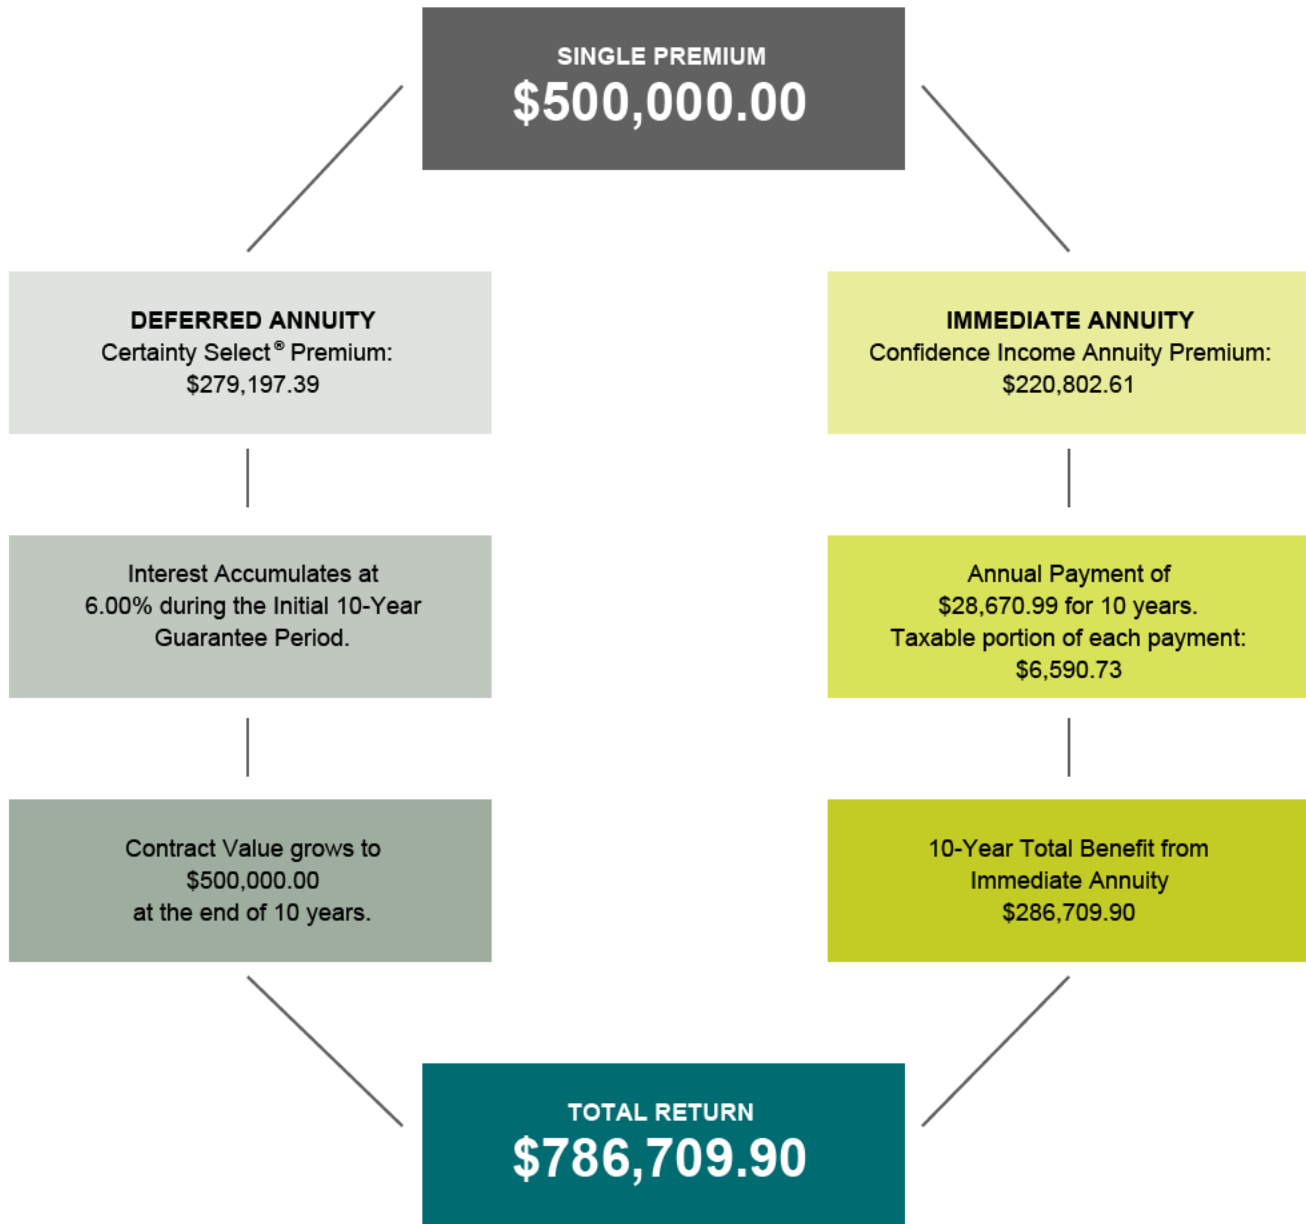 SINGLE PREMIUM
$500,000.00
DEFERRED ANNUITY
Certainty Select® Premium:
$279,197.39
IMMEDIATE ANNUITY
Confidence Income Annuity Premium:
$220,802.61
Interest Accumulates at
6.00% during the Initial 10-Year
Guarantee Period.
Annual Payment of
$28,670.99 for 10 years.
Taxable portion of each payment:
$6,590.73
Contract Value grows to
$500,000.00
at the end of 10 years.
10-Year Total Benefit from
Immediate Annuity
$286,709.90
TOTAL RETURN
$786,709.90